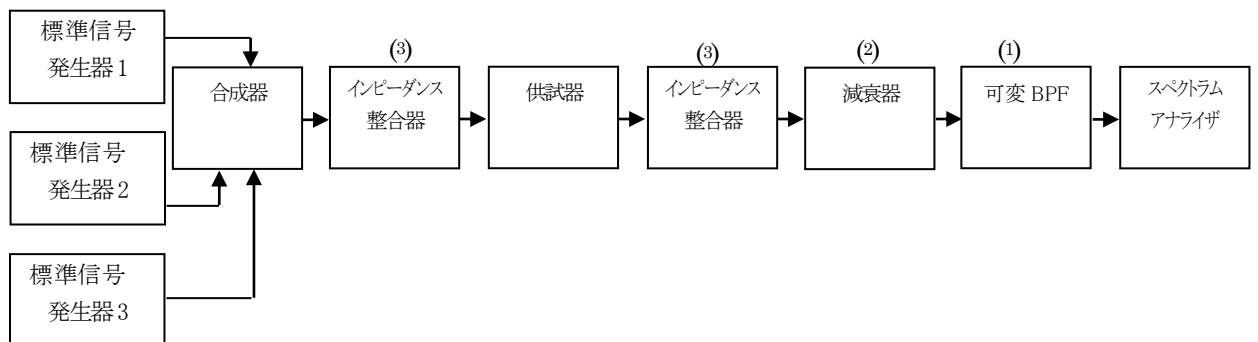 標準信号
発生器1
標準信号
発生器2
標準信号
発生器3
合成器
(3)
インピーダンス
整合器
供試器
(3)
インピーダンス
整合器
(2)
減衰器
(1)
可変 BPF
スペクトラム
アナライザ